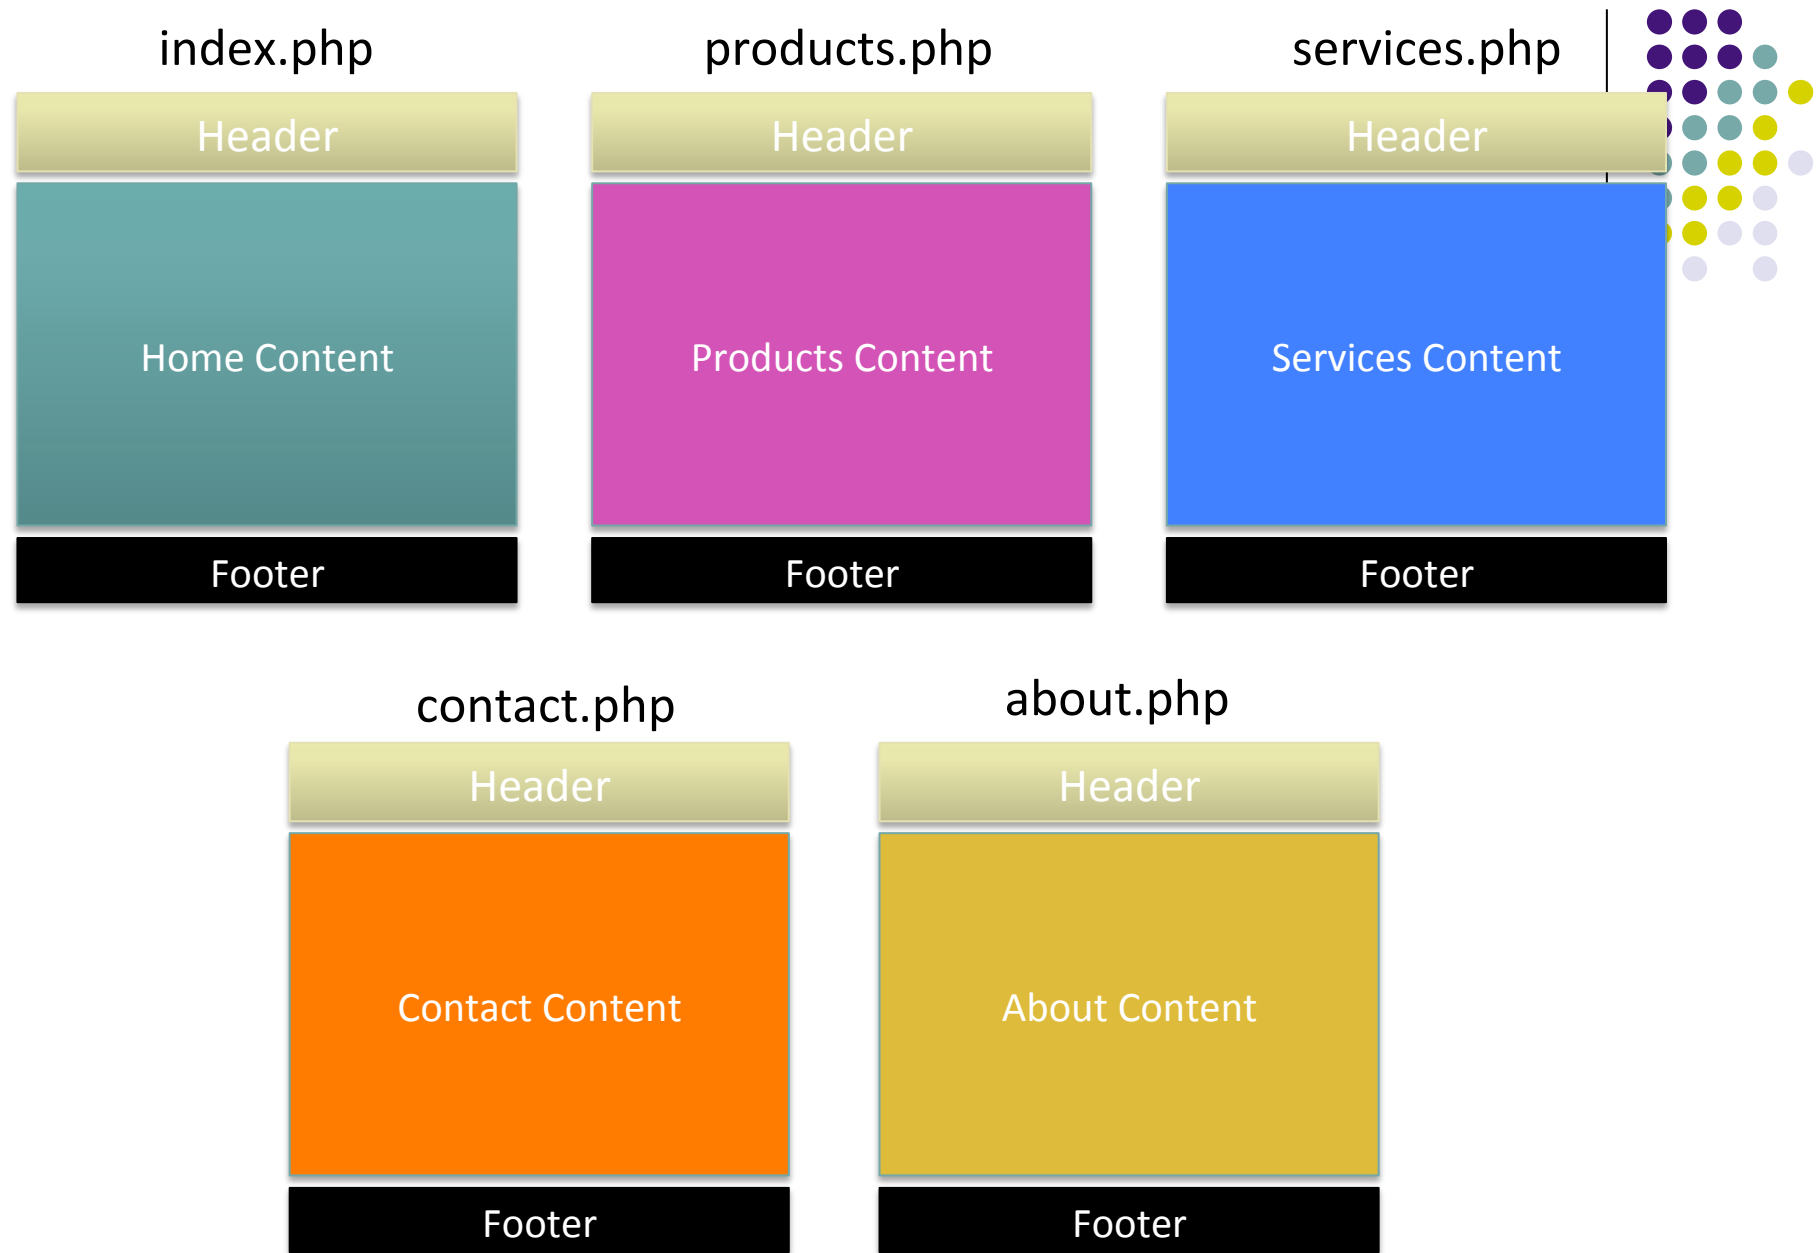 index.php
Header
Home Content
Footer
products.php
Header
Products Content
Footer
services.php
Header
Services Content
Footer
contact.php
Header
Contact Content
Footer
about.php
Header
About Content
Footer